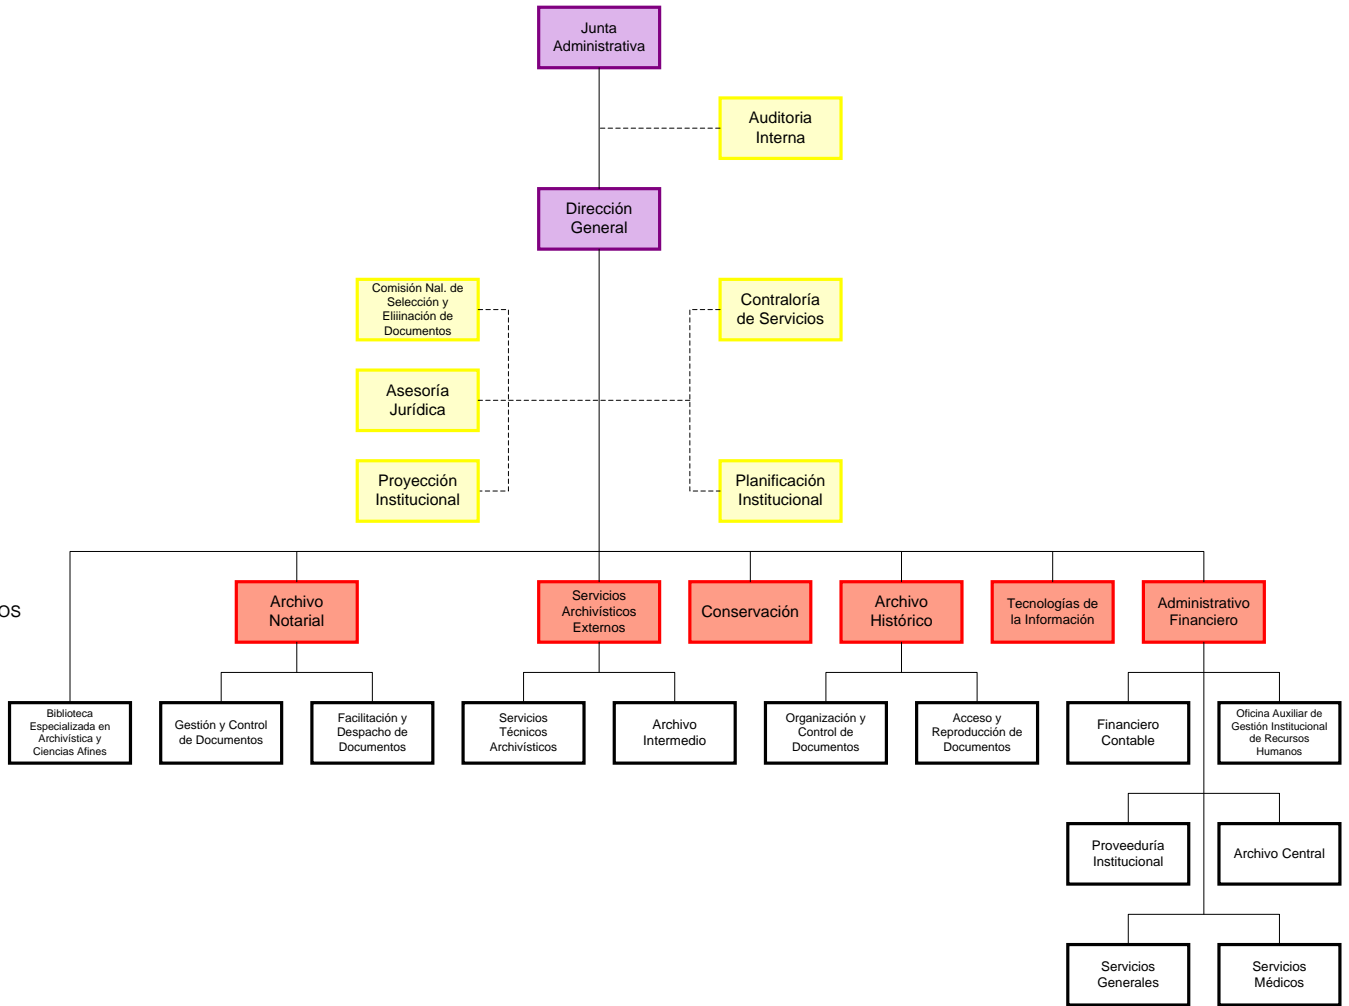 Junta
Administrativa
Auditoria
Interna
Dirección
General
Comisión Nal. de
Selección y
Eliiinación de
Documentos
Contraloría
de Servicios
Asesoría
Jurídica
Proyección
Institucional
Planificación
Institucional
OS
Archivo
Notarial
Servicios
Archivísticos
Externos
Conservación
Archivo
Histórico
Tecnologías de
la Información
Administrativo
Financiero
Biblioteca
Especializada en
Archivística y
Ciencias Afines
Gestión y Control
de Documentos
Facilitación y
Despacho de
Documentos
Servicios
Técnicos
Archivísticos
Archivo
Intermedio
Organización y
Control de
Documentos
Acceso y
Reproducción de
Documentos
Financiero
Contable
Oficina Auxiliar de
Gestión Institucional
de Recursos
Humanos
Proveeduría
Institucional
Archivo Central
Servicios
Generales
Servicios
Médicos